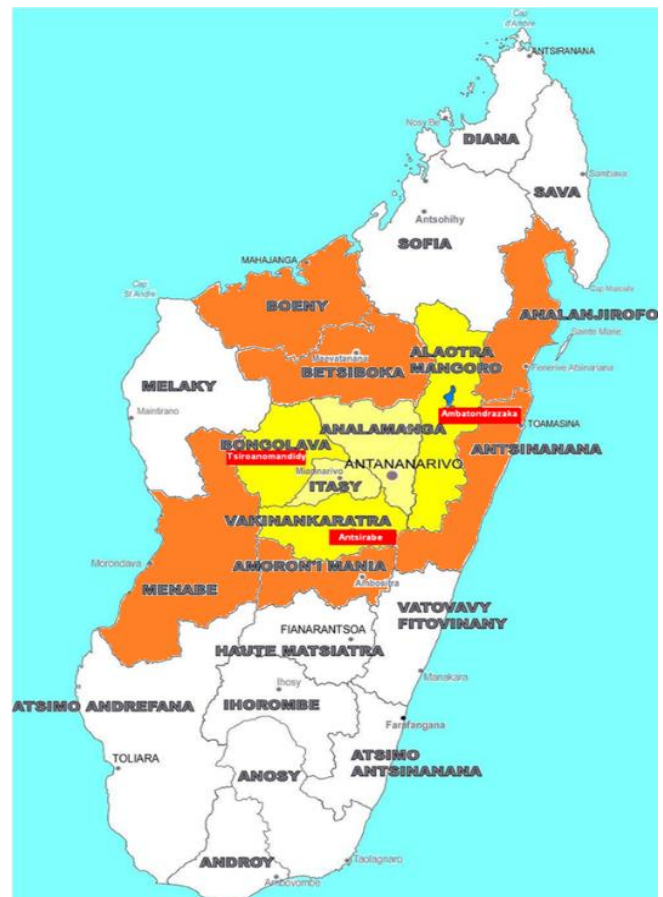 Cap
d'Ambre
ANTSIRANANA
Nosy Be
DIANA
Sambava
SAVA
Antsohihy
SOFIA
MAHAJANGA
Cap
St André
Cap Masoala
BOENY
ANALANJIROFO
Sainte Marie
ALAOTRA
MANGORO
Maevatanana
BETSIBOKA
Fenerive Atsinanana
MELAKY
Maintirano
Ambatondrazaka
TOAMASINA
ANALAMANGA
BONGOLAVA
ANTSINANANA
Tsiroanomandidy
Miarinarivo
ANTANANARIVO
ITASY
VAKINANKARATRA
Antsirabe
Morondava
AMORON'I MANIA
Ambositra
MENABE
VATOVAVY
FITOVINANY
FIANARANTSOA
HAUTE MATSIATRA
Manakara
Ihosy
ATSIMO ANDREFANA
IHOROMBE
Farafangana
TOLIARA
ATSIMO
ANTSINANANA
ANOSY
ANDROY
Taolagnaro
Ambovombe